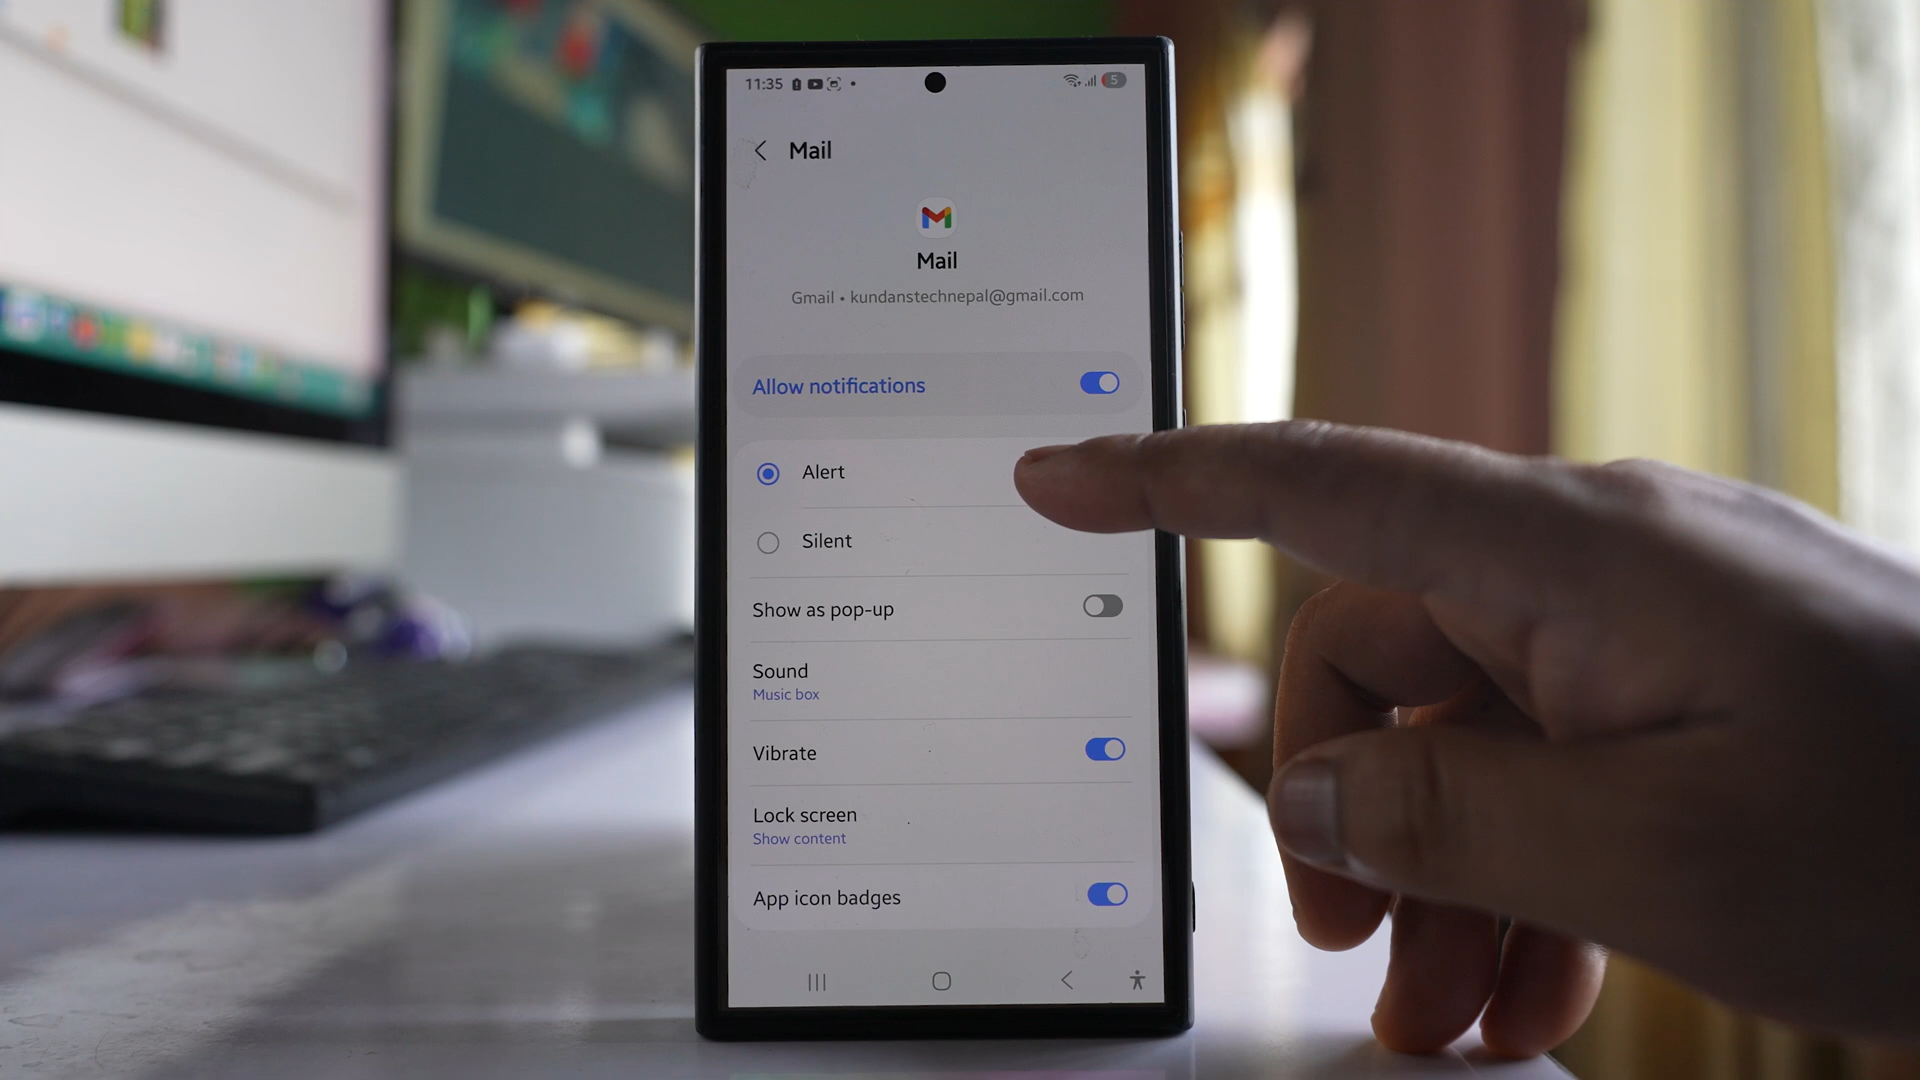 11:35
5
Mail
Mail
Gmail • kundanstechnepal@gmail.com
Allow notifications
Alert
Silent
Show as pop-up
Sound
Music box
Vibrate
Lock screen
Show content
App icon badges